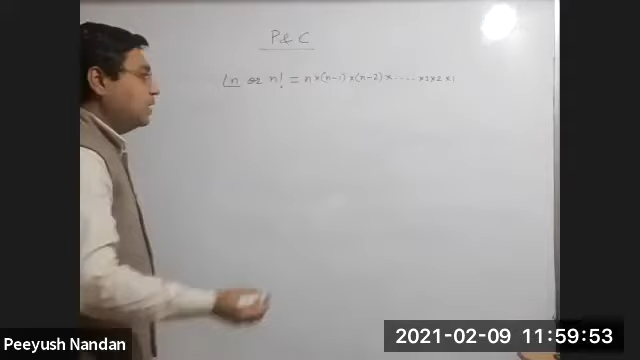 P & C
|n or n! = n×(n-1)×(n-2)×.....×3×2×1
Peeyush Nandan
2021-02-09 11:59:53